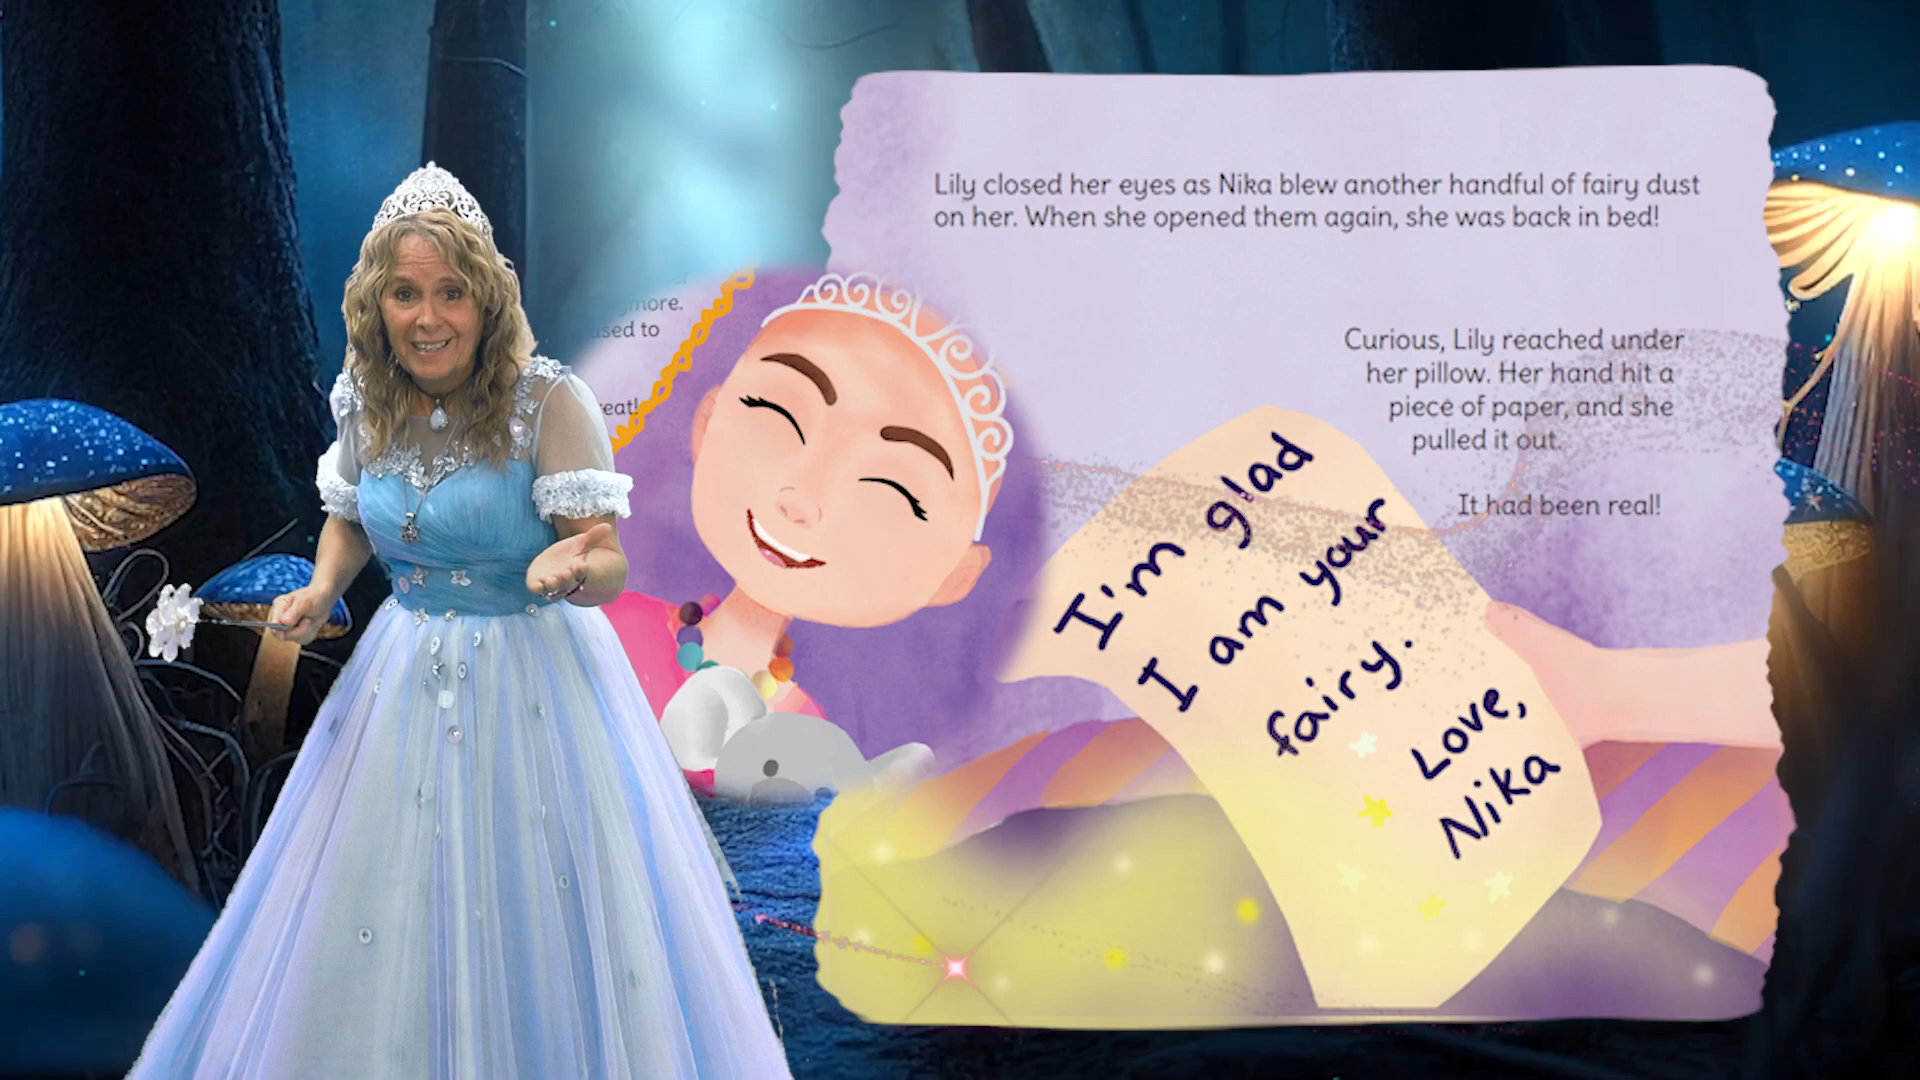 ymore.
used to
reat!
Lily closed her eyes as Nika blew another handful of fairy dust
on her. When she opened them again, she was back in bed!
Curious, Lily reached under
her pillow. Her hand hit a
piece of paper, and she
pulled it out.
It had been real!
I'm glad
I am your
fairy.
Love,
Nika